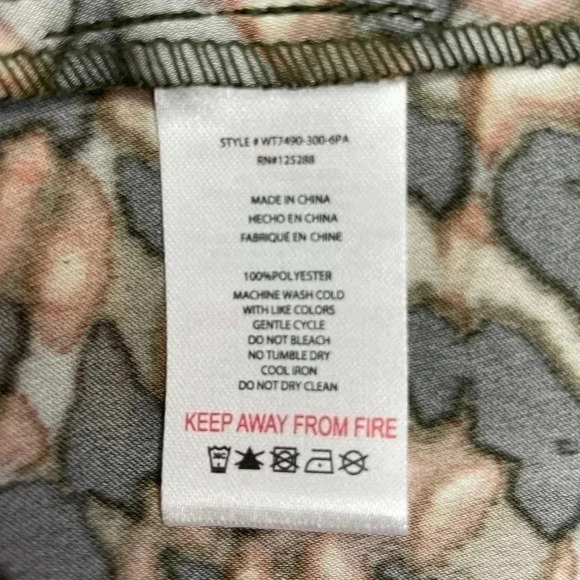 STYLE # WT7490-300-6PA
RN#125288
MADE IN CHINA
HECHO EN CHINA
FABRIQUÉ EN CHINE
100%POLYESTER
MACHINE WASH COLD
WITH LIKE COLORS
GENTLE CYCLE
DO NOT BLEACH
NO TUMBLE DRY
COOL IRON
DO NOT DRY CLEAN
KEEP AWAY FROM FIRE